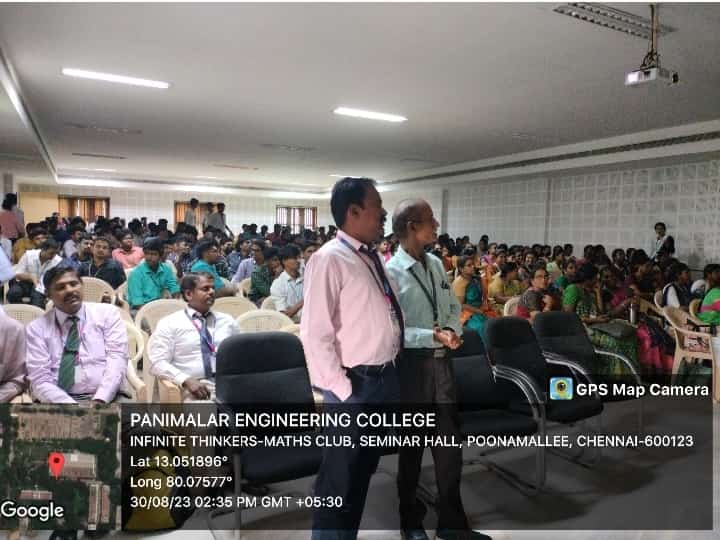 GPS Map Camera
PANIMALAR ENGINEERING COLLEGE
INFINITE THINKERS-MATHS CLUB, SEMINAR HALL, POONAMALLEE, CHENNAI-600123
Lat 13.051896°
Long 80.07577°
30/08/23 02:35 PM GMT +05:30
Google